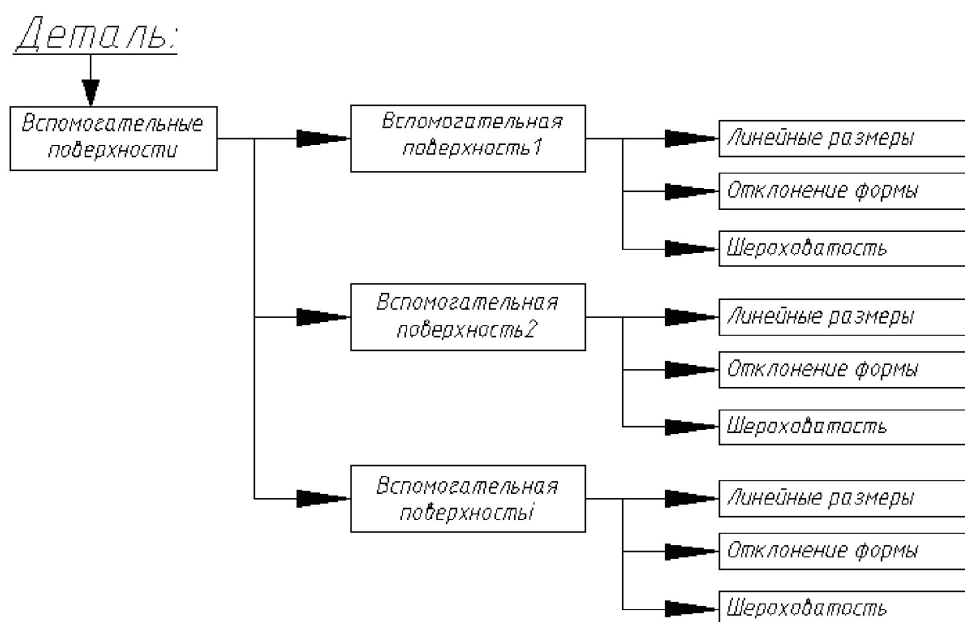 Деталь:
Вспомогательные
поверхности
Вспомогательная
поверхность1
Линейные размеры
Отклонение формы
Шероховатость
Вспомогательная
поверхность2
Линейные размеры
Отклонение формы
Шероховатость
Вспомогательная
поверхностьi
Линейные размеры
Отклонение формы
Шероховатость